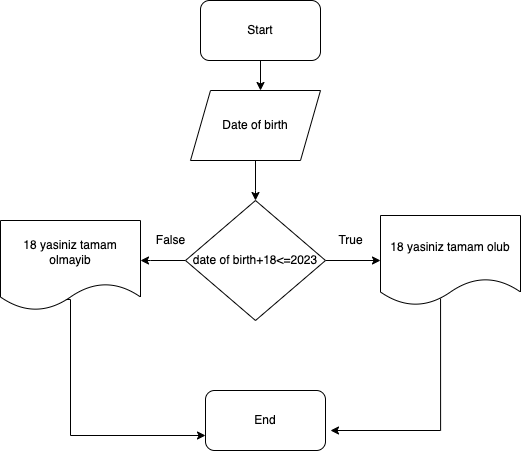 Start
Date of birth
False
True
18 yasiniz tamam
olmayib
date of birth+18<=2023
18 yasiniz tamam olub
End